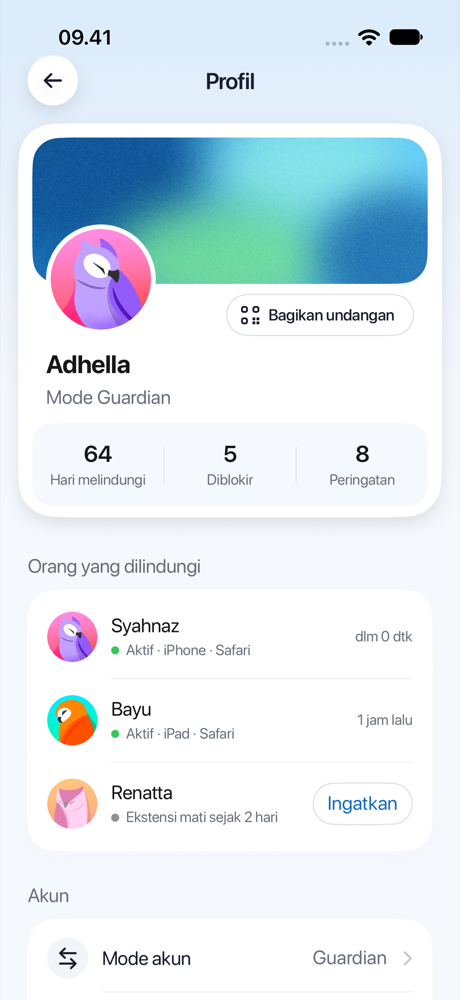 09.41
Profil
Bagikan undangan
Adhella
Mode Guardian
64 5 8
Hari melindungi Diblokir Peringatan
Orang yang dilindungi
Syahnaz
dlm 0 dtk
Aktif · iPhone · Safari
Bayu
1 jam lalu
Aktif · iPad · Safari
Renatta
Ingatkan
Ekstensi mati sejak 2 hari
Akun
Mode akun Guardian